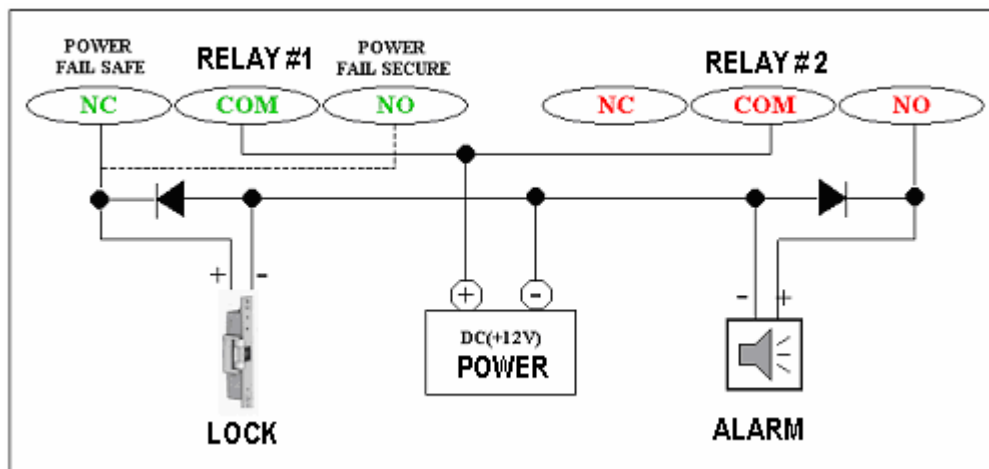 POWER
FAIL SAFE
RELAY #1
POWER
FAIL SECURE
RELAY # 2
NC
COM
NO
NC
COM
NO
+
-
+
-
-
+
DC(+12V)
POWER
LOCK
ALARM